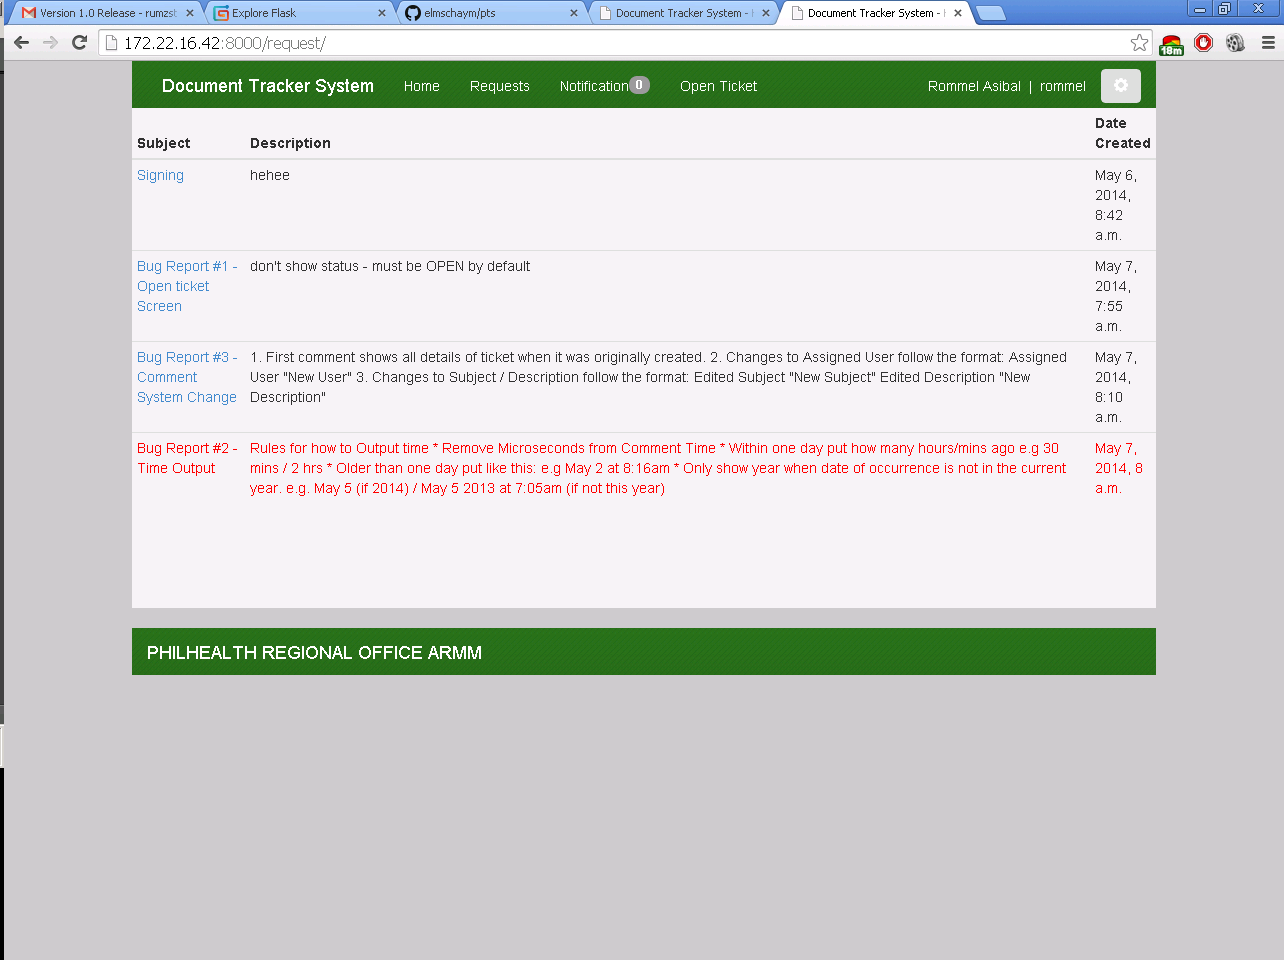 Version 1.0 Release - rumzst
Explore Flask
elmschaym/pts
Document Tracker System -
Document Tracker System -
172.22.16.42:8000/request/
18m
Document Tracker System
Home
Requests
Notification 0
Open Ticket
Rommel Asibal | rommel
Subject
Description
Date
Created
Signing
hehee
May 6,
2014,
8:42
a.m.
Bug Report #1 -
Open ticket
Screen
don't show status - must be OPEN by default
May 7,
2014,
7:55
a.m.
Bug Report #3 -
Comment
System Change
1. First comment shows all details of ticket when it was originally created. 2. Changes to Assigned User follow the format: Assigned
User "New User" 3. Changes to Subject / Description follow the format: Edited Subject "New Subject" Edited Description "New
Description"
May 7,
2014,
8:10
a.m.
Bug Report #2 -
Time Output
Rules for how to Output time * Remove Microseconds from Comment Time * Within one day put how many hours/mins ago e.g 30
mins / 2 hrs * Older than one day put like this: e.g May 2 at 8:16am * Only show year when date of occurrence is not in the current
year. e.g. May 5 (if 2014) / May 5 2013 at 7:05am (if not this year)
May 7,
2014, 8
a.m.
PHILHEALTH REGIONAL OFFICE ARMM